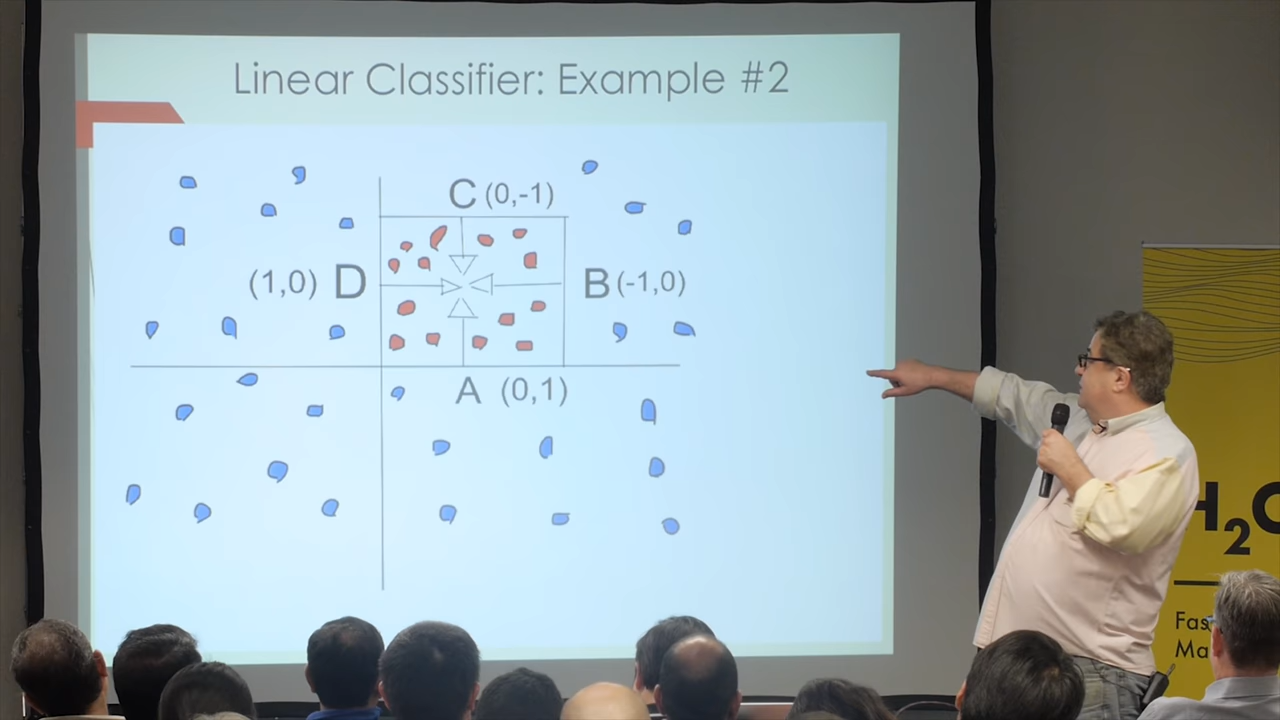 Linear Classifier: Example #2
C (0,-1)
(1,0) D
B (-1,0)
A (0,1)
H2O
Fas
Ma